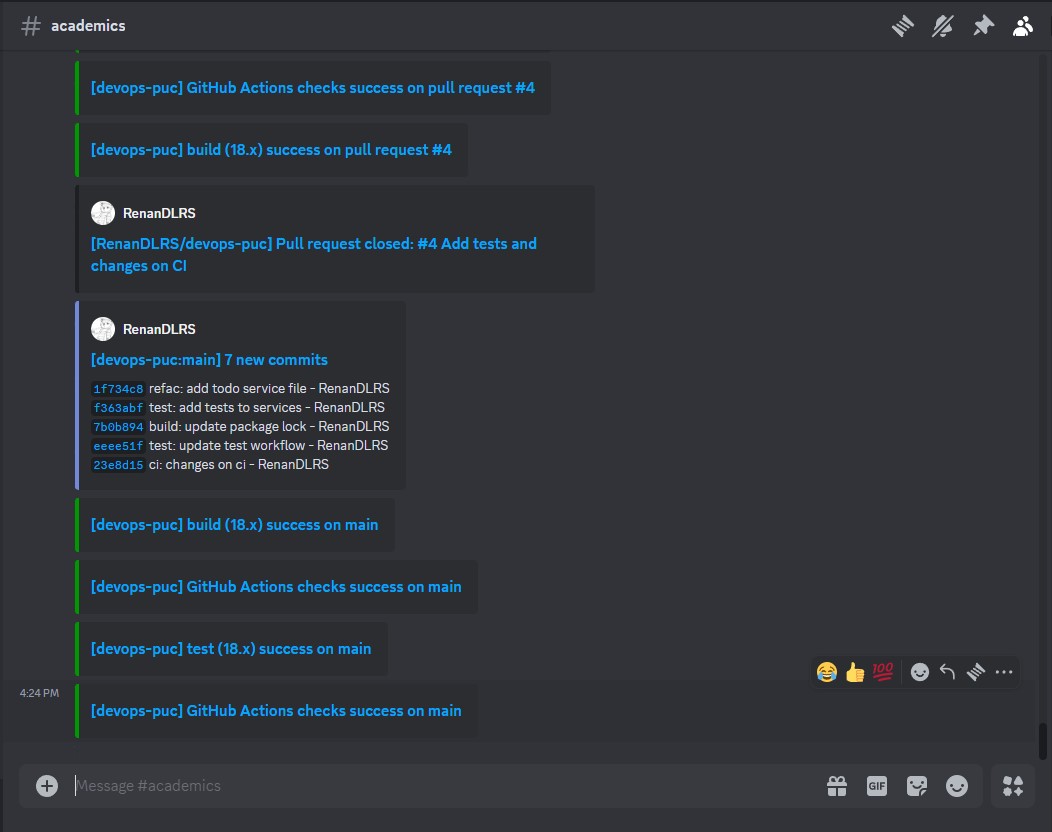 academics
[devops-puc] GitHub Actions checks success on pull request #4
[devops-puc] build (18.x) success on pull request #4
RenanDLRS
[RenanDLRS/devops-puc] Pull request closed: #4 Add tests and
changes on CI
RenanDLRS
[devops-puc:main] 7 new commits
1f734c8 refac: add todo service file - RenanDLRS
f363abf test: add tests to services - RenanDLRS
7b0b894 build: update package lock - RenanDLRS
eeee51f test: update test workflow - RenanDLRS
23e8d15 ci: changes on ci - RenanDLRS
[devops-puc] build (18.x) success on main
[devops-puc] GitHub Actions checks success on main
[devops-puc] test (18.x) success on main
4:24 PM
[devops-puc] GitHub Actions checks success on main
Message #academics
GIF